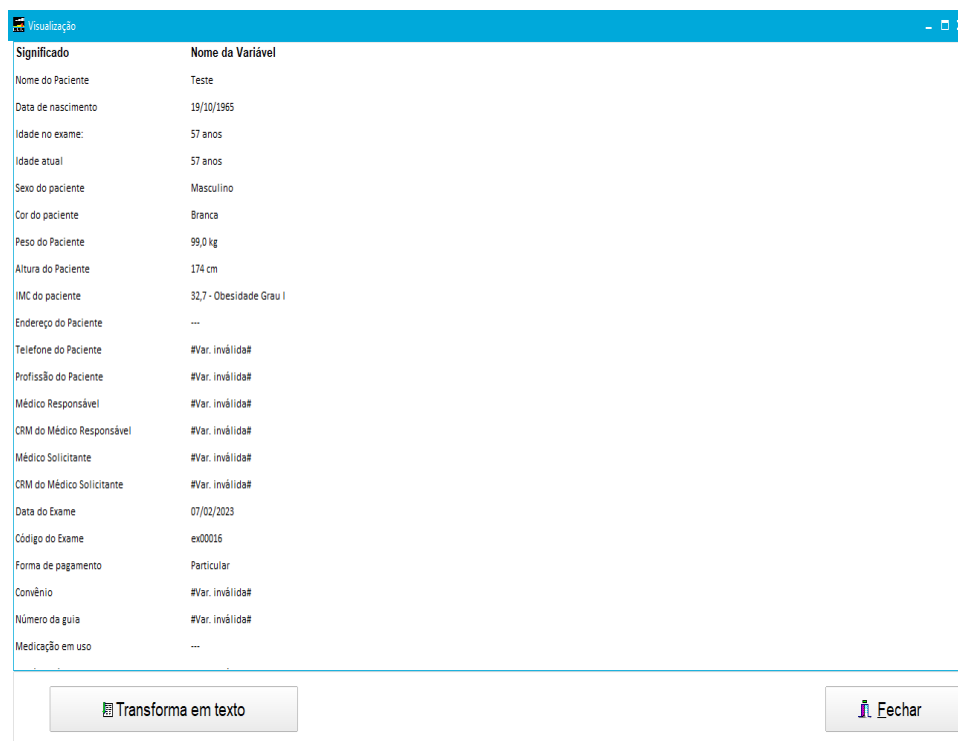 Visualização
Significado Nome da Variável
Nome do Paciente Teste
Data de nascimento 19/10/1965
Idade no exame: 57 anos
Idade atual 57 anos
Sexo do paciente Masculino
Cor do paciente Branca
Peso do Paciente 99,0 kg
Altura do Paciente 174 cm
IMC do paciente 32,7 - Obesidade Grau I
Endereço do Paciente ---
Telefone do Paciente #Var. inválida#
Profissão do Paciente #Var. inválida#
Médico Responsável #Var. inválida#
CRM do Médico Responsável #Var. inválida#
Médico Solicitante #Var. inválida#
CRM do Médico Solicitante #Var. inválida#
Data do Exame 07/02/2023
Código do Exame ex00016
Forma de pagamento Particular
Convênio #Var. inválida#
Número da guia #Var. inválida#
Medicação em uso ---
Transforma em texto Fechar